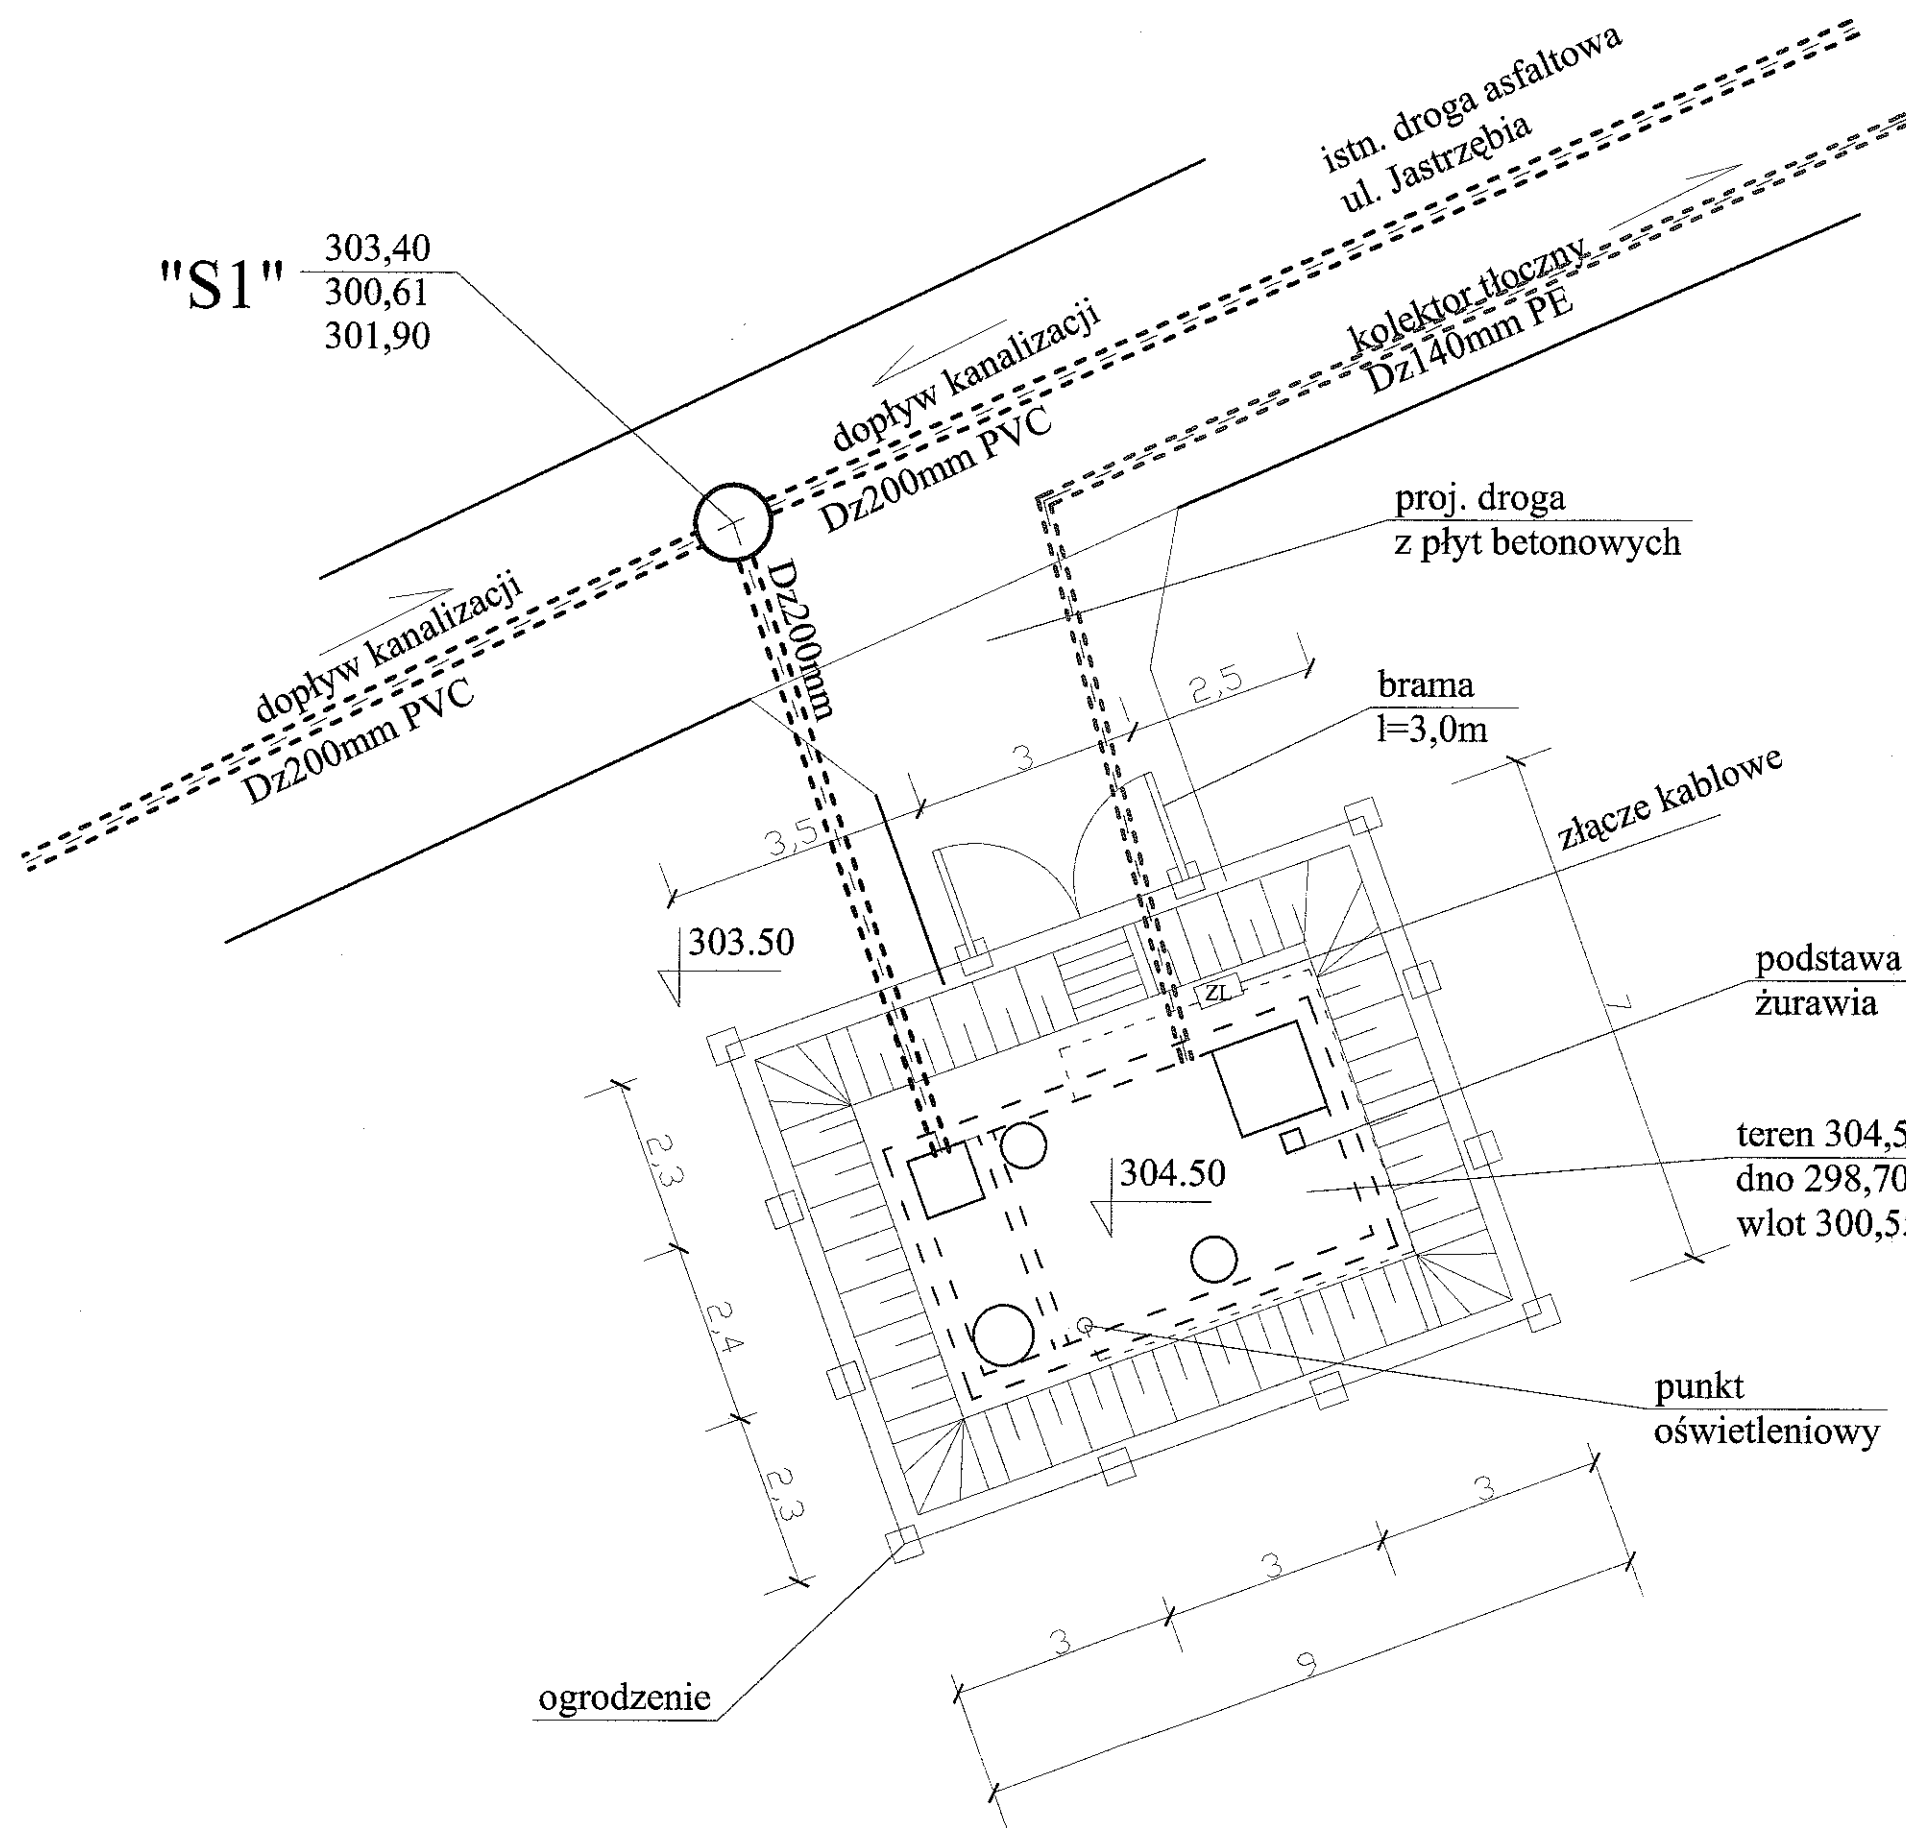 istn. droga asfaltowa
ul. Jastrzębia
"S1"
303,40
300,61
301,90
kolektor tłoczny
Dz140mm PE
dopływ kanalizacji
Dz200mm PVC
proj. droga
z płyt betonowych
dopływ kanalizacji
Dz200mm PVC
Dz200mm
brama
l=3,0m
2,5
3
3,5
złącze kablowe
303.50
podstawa
żurawia
ZL
7
teren 304,5
dno 298,70
wlot 300,5
304.50
2,3
2,4
2,3
punkt
oświetleniowy
3
3
3
9
ogrodzenie